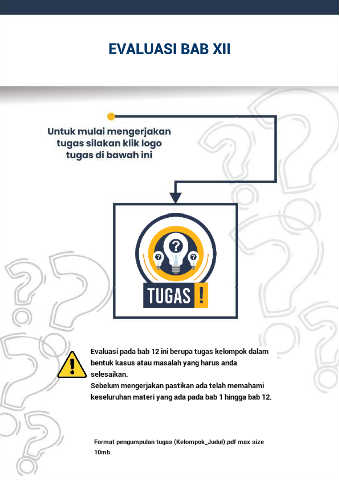 EVALUASI BAB XII
Untuk mulai mengerjakan
tugas silakan klik logo
tugas di bawah ini
TUGAS !
Evaluasi pada bab 12 ini berupa tugas kelompok dalam
bentuk kasus atau masalah yang harus anda
selesaikan.
Sebelum mengerjakan pastikan ada telah memahami
keseluruhan materi yang ada pada bab 1 hingga bab 12.
Format pengumpulan tugas (Kelompok_Judul) pdf max size
10mb.